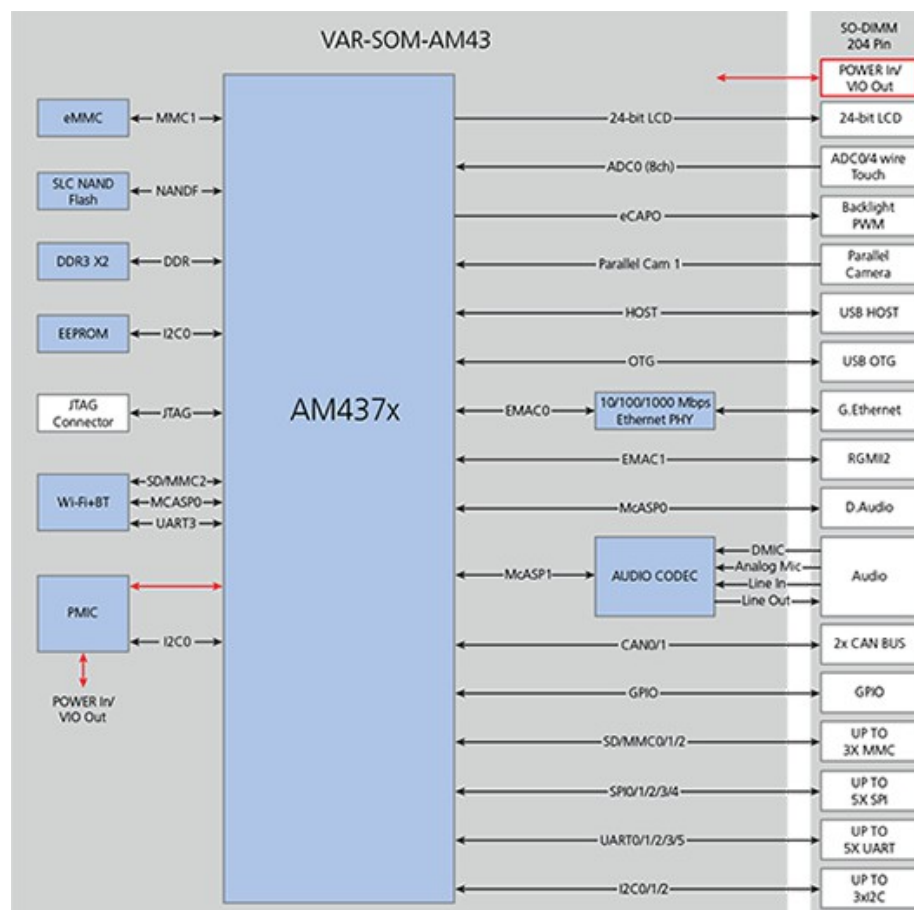 VAR-SOM-AM43
SO-DIMM
204 Pin
POWER In/
VIO Out
eMMC
MMC1
24-bit LCD
24-bit LCD
SLC NAND
Flash
NANDF
ADC0 (8ch)
ADC0/4 wire
Touch
eCAPO
Backlight
PWM
DDR3 X2
DDR
Parallel Cam 1
Parallel
Camera
EEPROM
I2C0
HOST
USB HOST
OTG
USB OTG
JTAG
Connector
JTAG
AM437x
EMAC0
10/100/1000 Mbps
Ethernet PHY
G.Ethernet
EMAC1
RGMII2
Wi-Fi+BT
SD/MMC2
MCASP0
UART3
McASP0
D.Audio
McASP1
AUDIO CODEC
DMIC
Analog Mic
Line In
Line Out
Audio
PMIC
I2C0
POWER In/
VIO Out
CAN0/1
2x CAN BUS
GPIO
GPIO
SD/MMC0/1/2
UP TO
3X MMC
SPI0/1/2/3/4
UP TO
5X SPI
UART0/1/2/3/5
UP TO
5X UART
I2C0/1/2
UP TO
3xI2C